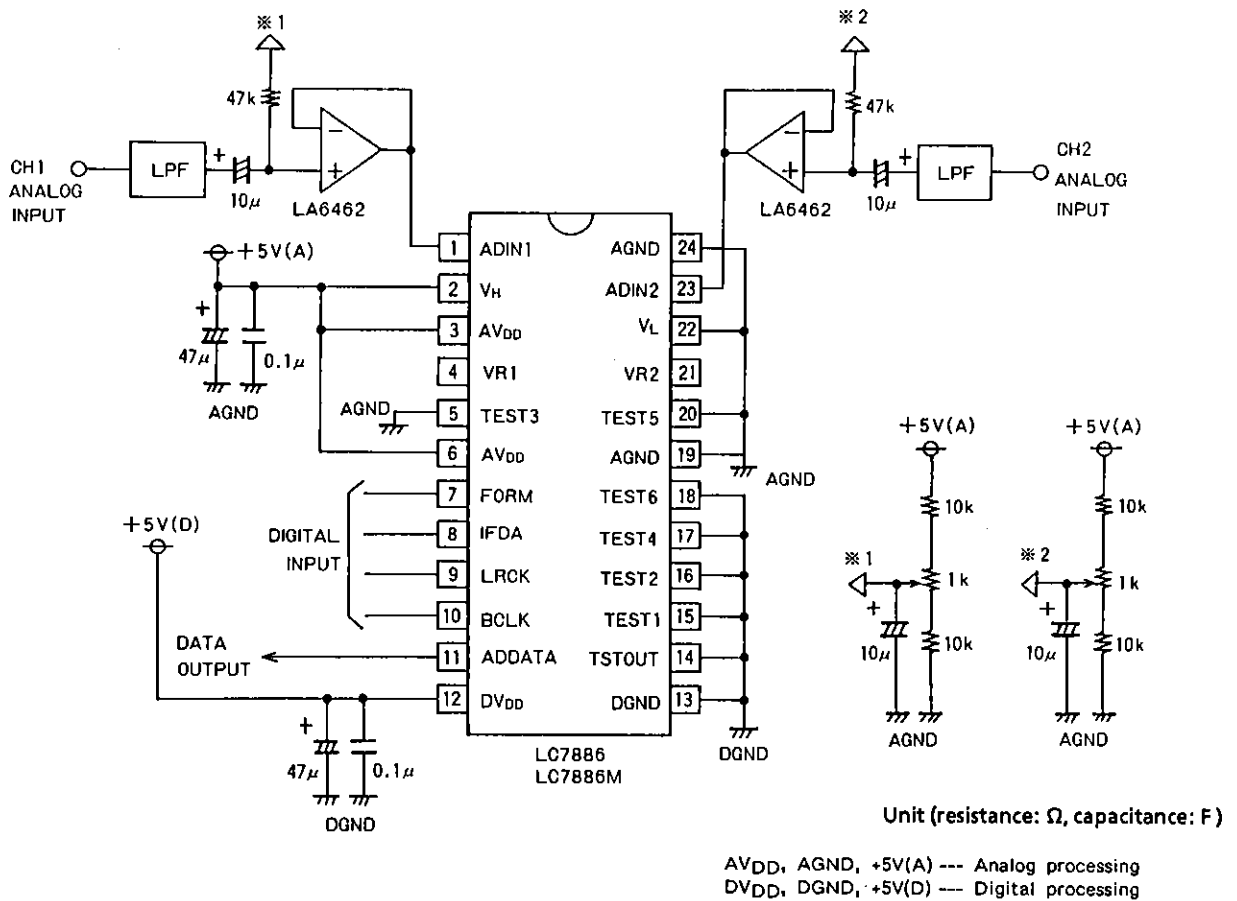 ※1
※2
47k
47k
−
−
+
+
CH1
ANALOG
INPUT
LPF
+
10μ
LA6462
LA6462
10μ
+
LPF
CH2
ANALOG
INPUT
+5V(A)
1 ADIN1
AGND 24
2 VH
ADIN2 23
+
47μ
0.1μ
AGND
3 AVDD
VL 22
4 VR1
VR2 21
AGND
5 TEST3
TEST5 20
6 AVDD
AGND 19
AGND
7 FORM
TEST6 18
+5V(D)
DIGITAL
INPUT
8 IFDA
TEST4 17
9 LRCK
TEST2 16
10 BCLK
TEST1 15
DATA
OUTPUT
11 ADDATA
TSTOUT 14
12 DVDD
DGND 13
+
47μ
0.1μ
DGND
DGND
LC7886
LC7886M
+5V(A)
10k
※1
1k
+
10μ
10k
AGND
+5V(A)
10k
※2
1k
+
10μ
10k
AGND
Unit (resistance: Ω, capacitance: F)
AVDD, AGND, +5V(A) --- Analog processing
DVDD, DGND, +5V(D) --- Digital processing